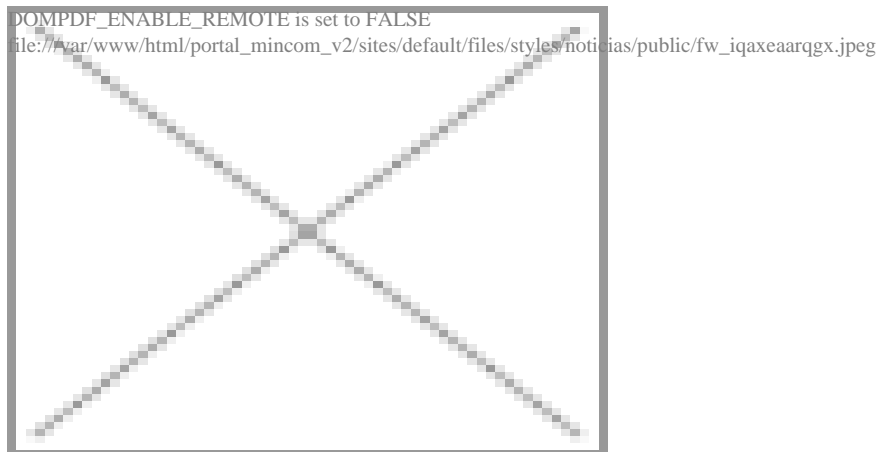 DOMPDF_ENABLE_REMOTE is set to FALSE
file:///var/www/html/portal_mincom_v2/sites/default/files/styles/noticias/public/fw_iqaxeaarqgx.jpeg